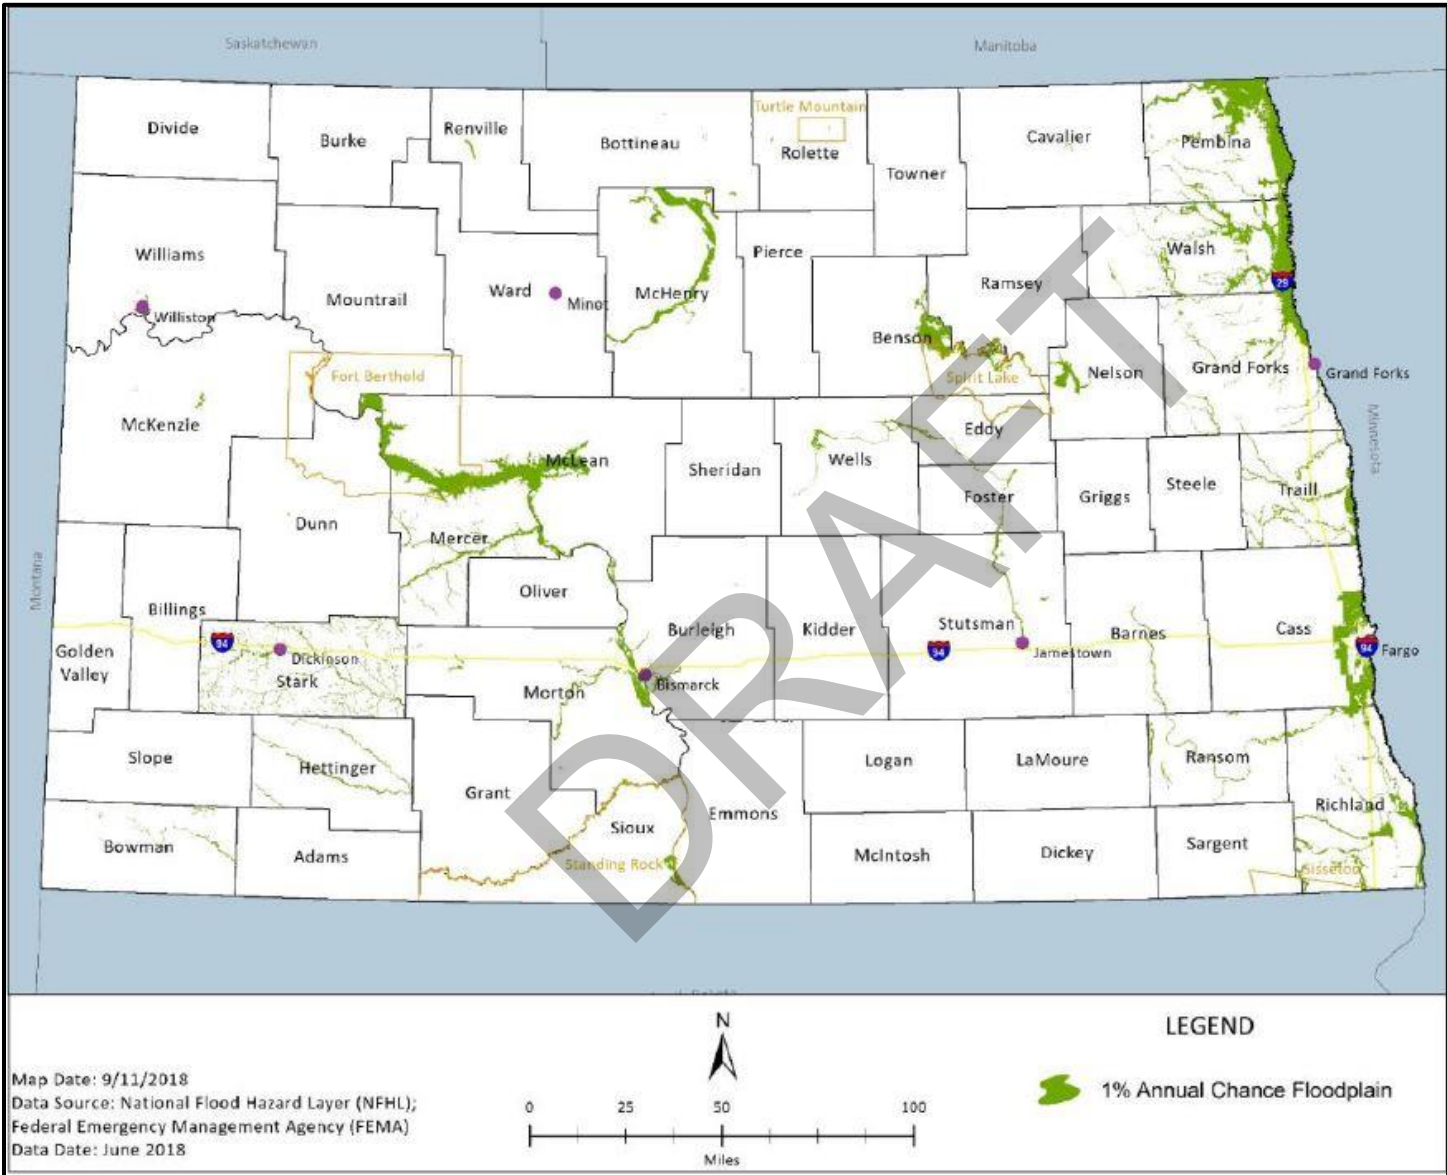 Saskatchewan
Manitoba
Turtle Mountain
Divide
Burke
Renville
Bottineau
Rolette
Towner
Cavalier
Pembina
Williams
Williston
Mountrail
Ward
Minot
McHenry
Pierce
Benson
Ramsey
Walsh
29
Fort Berthold
Spirit Lake
Nelson
Grand Forks
Grand Forks
Minnesota
McKenzie
McLean
Sheridan
Wells
Eddy
Foster
Griggs
Steele
Traill
Dunn
Mercer
Oliver
Montana
Billings
Golden
Valley
94
Dickinson
Stark
Morton
Bismarck
Burleigh
Kidder
94
Stutsman
Jamestown
Barnes
Cass
94
Fargo
Slope
Hettinger
Grant
Sioux
Standing Rock
Emmons
Logan
LaMoure
Ransom
Richland
Bowman
Adams
McIntosh
Dickey
Sargent
Sisseton
DRAFT
N
LEGEND
1% Annual Chance Floodplain
Map Date: 9/11/2018
Data Source: National Flood Hazard Layer (NFHL);
Federal Emergency Management Agency (FEMA)
Data Date: June 2018
0 25 50 100
Miles